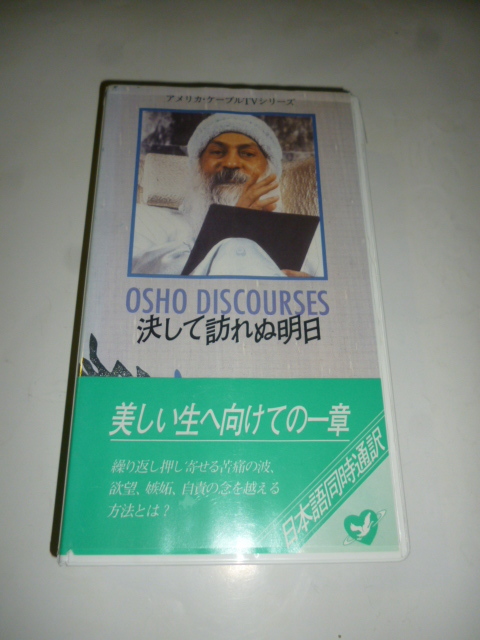 アメリカ・ケーブルTVシリーズ
OSHO DISCOURSES
決して訪れぬ明日
美しい生へ向けての一章
繰り返し押し寄せる苦痛の波、
欲望、嫉妬、自責の念を越える
方法とは？
日本語同時通訳